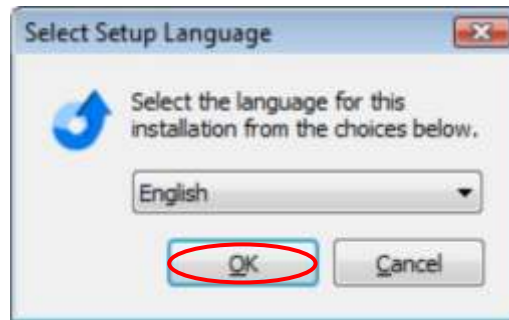 Select Setup Language
Select the language for this
installation from the choices below.
English
OK
Cancel